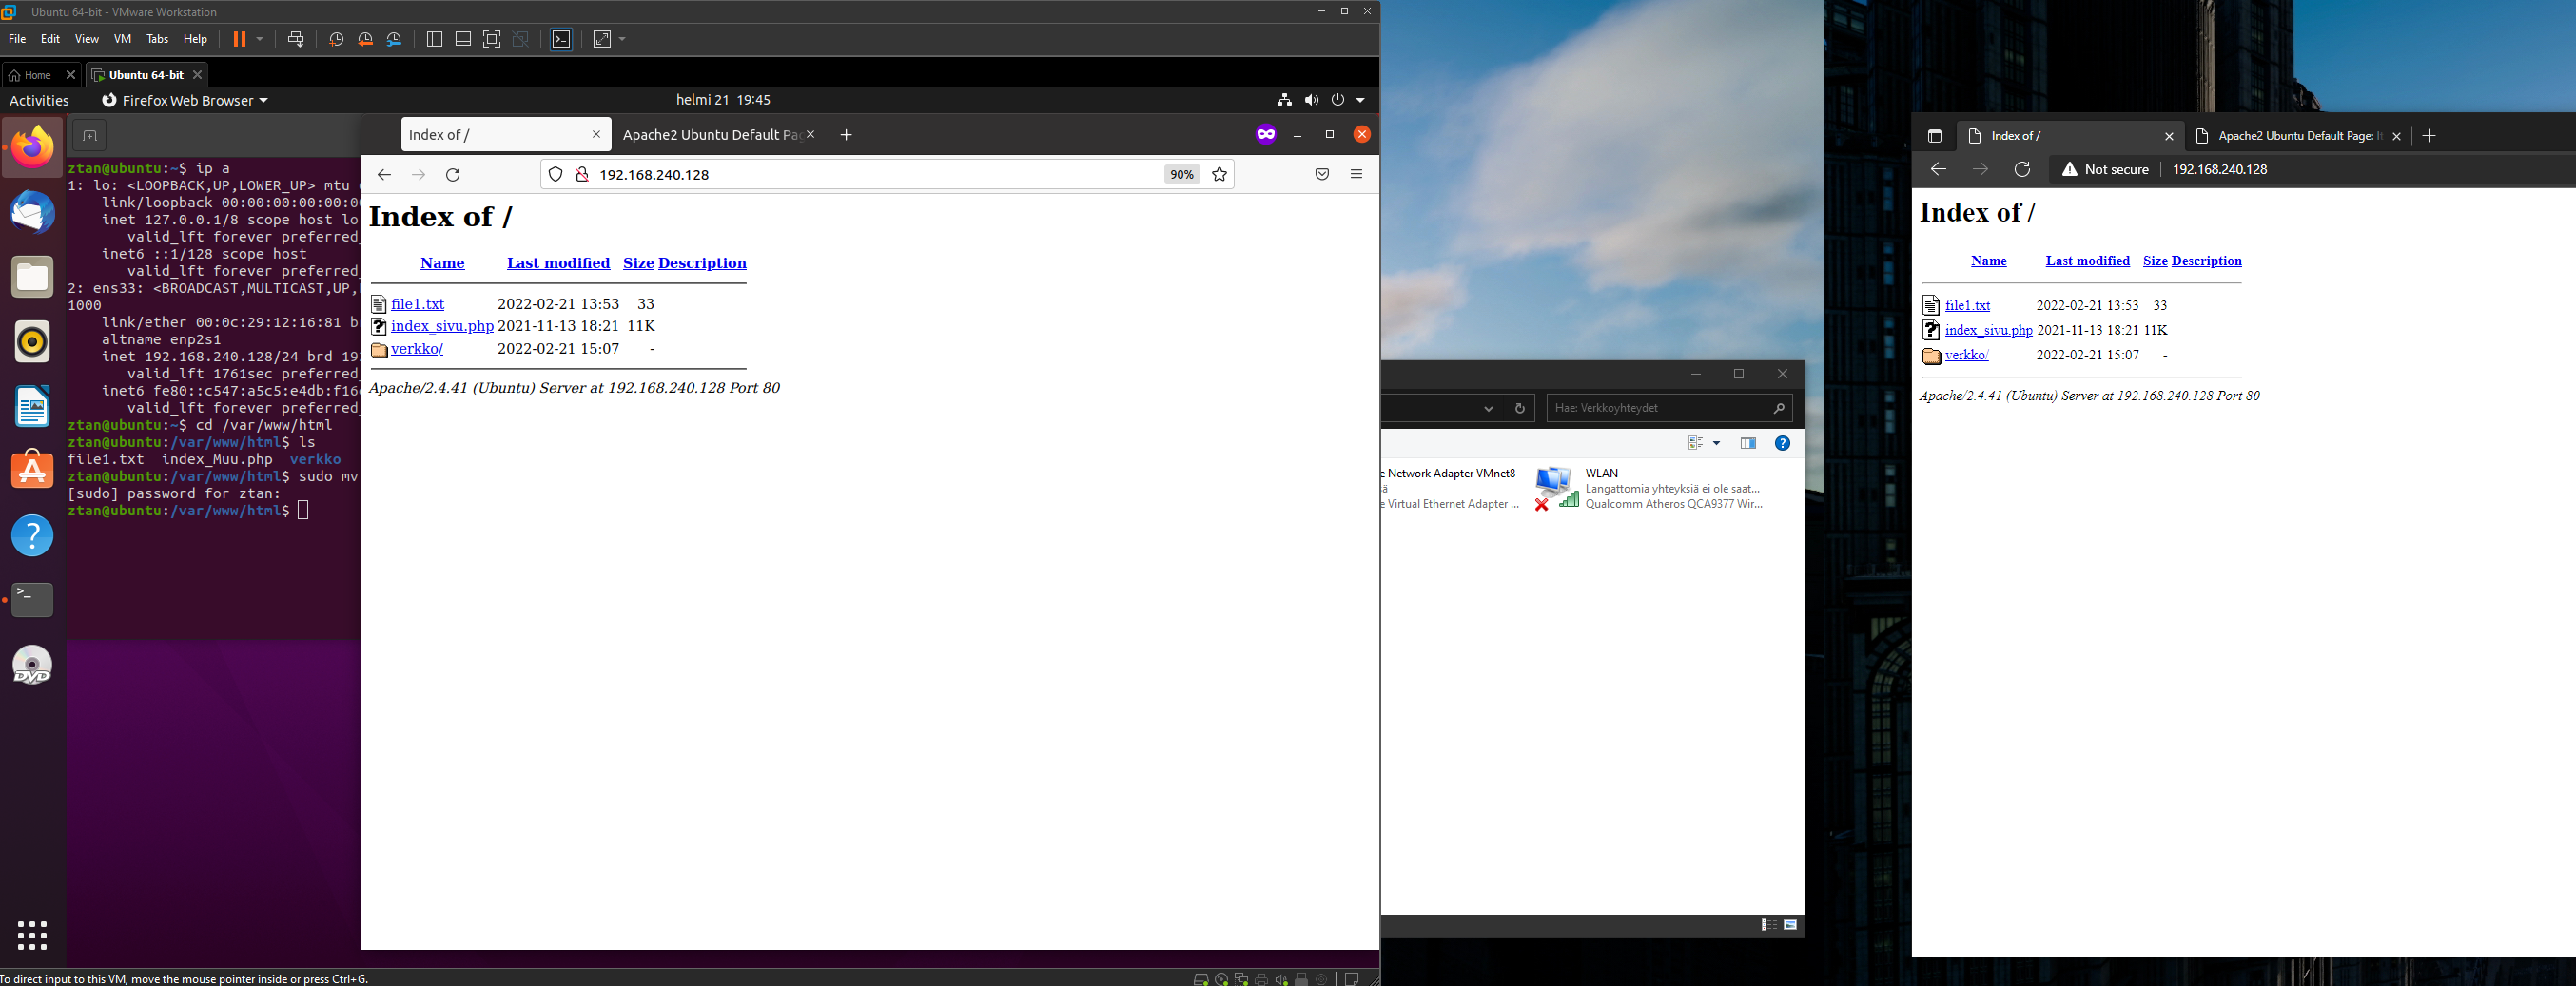 Ubuntu 64-bit - VMware Workstation
File Edit View VM Tabs Help
Home
Ubuntu 64-bit
Activities Firefox Web Browser helmi 21 19:45
Index of / Apache2 Ubuntu Default Pa
192.168.240.128 90%
ztan@ubuntu:~$ ip a
1: lo: <LOOPBACK,UP,LOWER_UP> mtu
link/loopback 00:00:00:00:00:00
inet 127.0.0.1/8 scope host lo
valid_lft forever preferred_
inet6 ::1/128 scope host
valid_lft forever preferred_
2: ens33: <BROADCAST,MULTICAST,UP,
1000
link/ether 00:0c:29:12:16:81 br
altname enp2s1
inet 192.168.240.128/24 brd 192
valid_lft 1761sec preferred_
inet6 fe80::c547:a5c5:e4db:f16
valid_lft forever preferred_
ztan@ubuntu:~$ cd /var/www/html
ztan@ubuntu:/var/www/html$ ls
file1.txt index_Muu.php verkko
ztan@ubuntu:/var/www/html$ sudo mv
[sudo] password for ztan:
ztan@ubuntu:/var/www/html$
Index of /
Name Last modified Size Description
file1.txt 2022-02-21 13:53 33
index_sivu.php 2021-11-13 18:21 11K
verkko/ 2022-02-21 15:07 -
Apache/2.4.41 (Ubuntu) Server at 192.168.240.128 Port 80
DVD
To direct input to this VM, move the mouse pointer inside or press Ctrl+G.
Hae: Verkkoyhteydet
e Network Adapter VMnet8
ä
e Virtual Ethernet Adapter ...
WLAN
Langattomia yhteyksiä ei ole saat...
Qualcomm Atheros QCA9377 Wir...
Index of / Apache2 Ubuntu Default Page: It
Not secure 192.168.240.128
Index of /
Name Last modified Size Description
file1.txt 2022-02-21 13:53 33
index_sivu.php 2021-11-13 18:21 11K
verkko/ 2022-02-21 15:07 -
Apache/2.4.41 (Ubuntu) Server at 192.168.240.128 Port 80